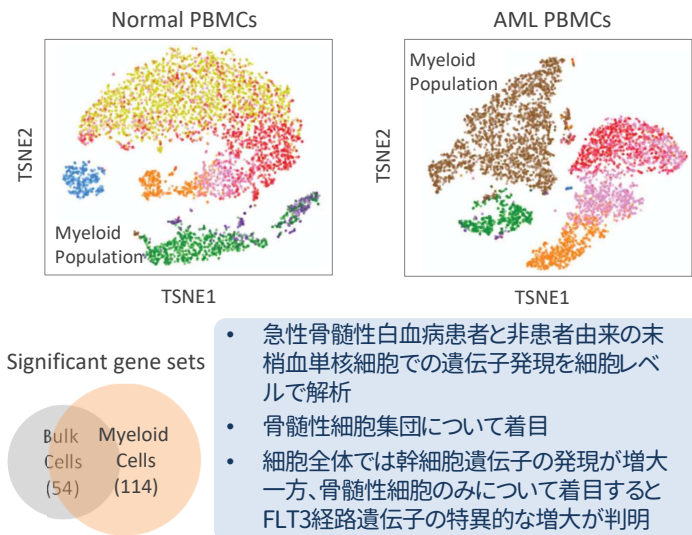 Normal PBMCs
AML PBMCs
Myeloid
Population
TSNE2
TSNE2
Myeloid
Population
TSNE1
TSNE1
Significant gene sets
Bulk
Cells
(54)
Myeloid
Cells
(114)
• 急性骨髄性白血病患者と非患者由来の末
梢血単核細胞での遺伝子発現を細胞レベ
ルで解析
• 骨髄性細胞集団について着目
• 細胞全体では幹細胞遺伝子の発現が増大
一方、骨髄性細胞のみについて着目すると
FLT3経路遺伝子の特異的な増大が判明